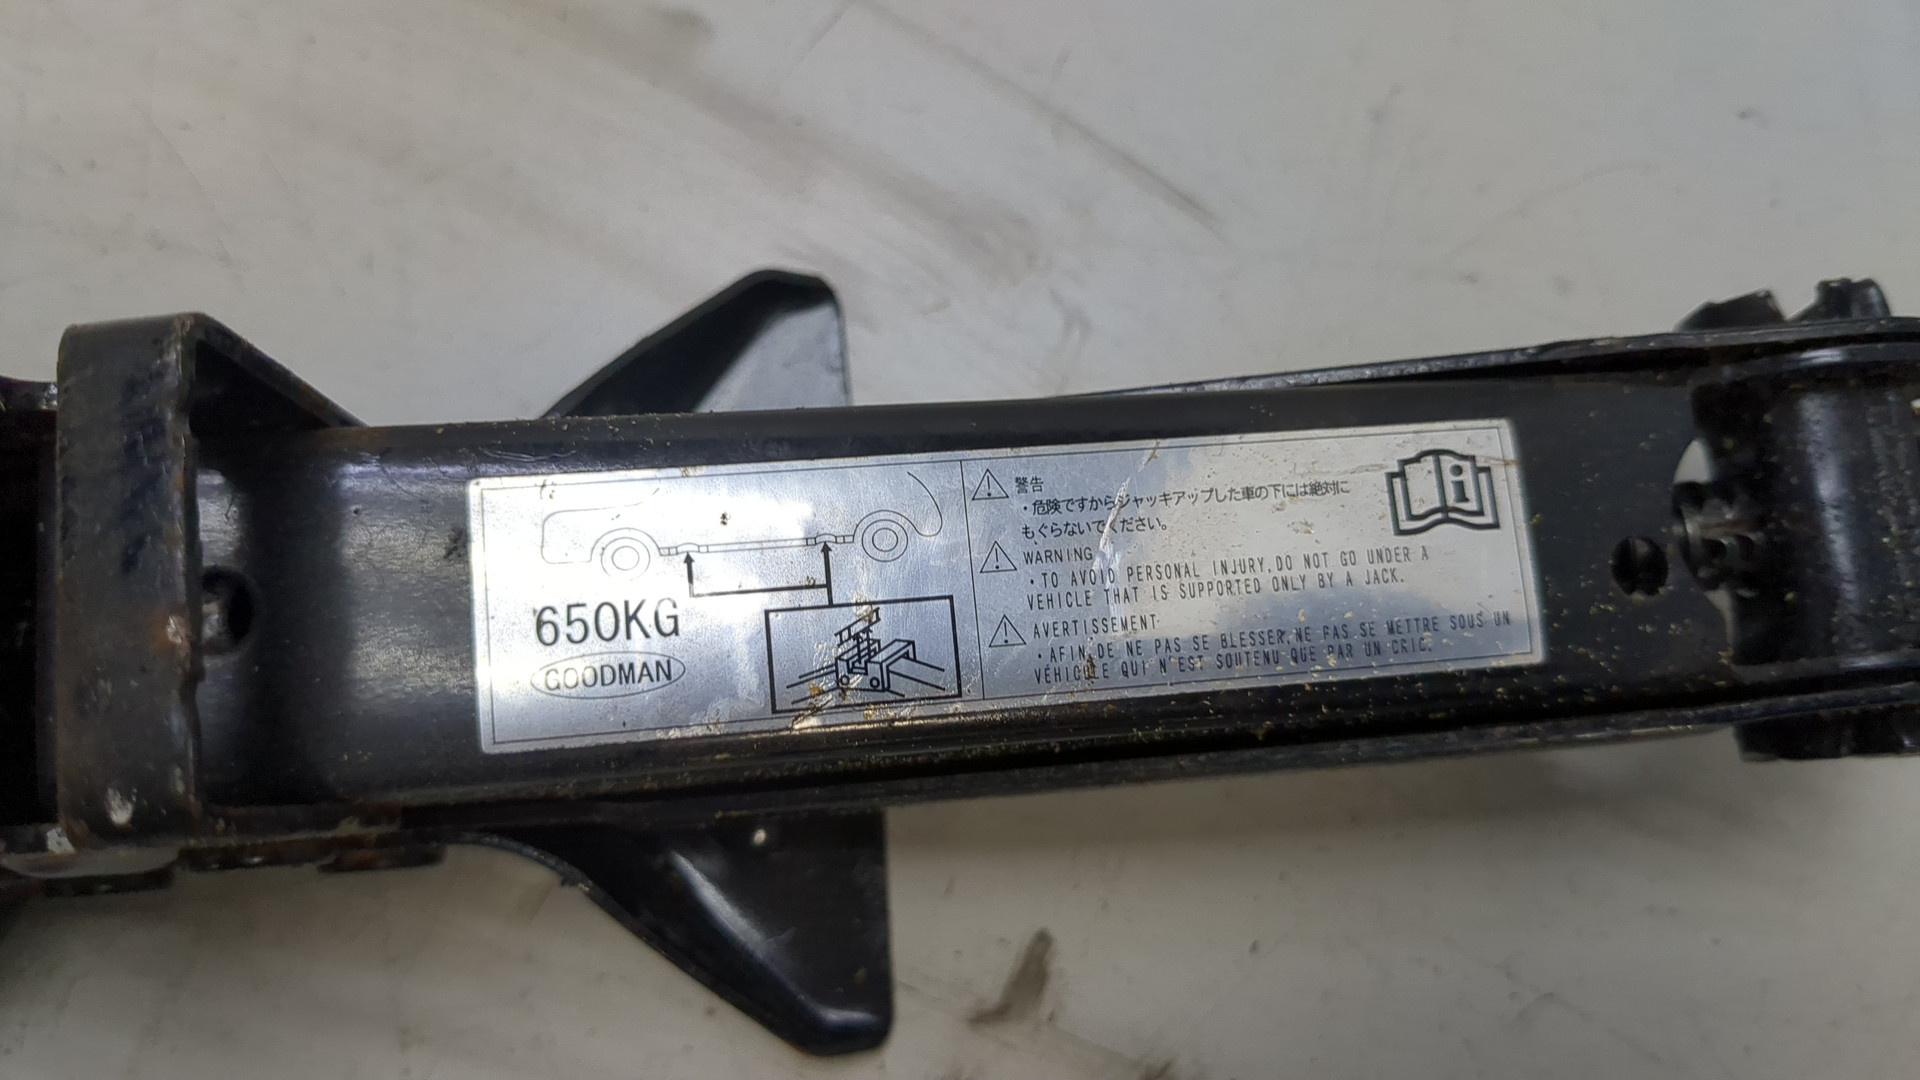 650KG
GOODMAN
警告
・危険ですからジャッキアップした車の下には絶対に
もぐらないでください。
WARNING
・TO AVOID PERSONAL INJURY, DO NOT GO UNDER A
VEHICLE THAT IS SUPPORTED ONLY BY A JACK.
AVERTISSEMENT
・AFIN DE NE PAS SE BLESSER, NE PAS SE METTRE SOUS UN
VÉHICULE QUI N'EST SOUTENU QUE PAR UN CRIC.